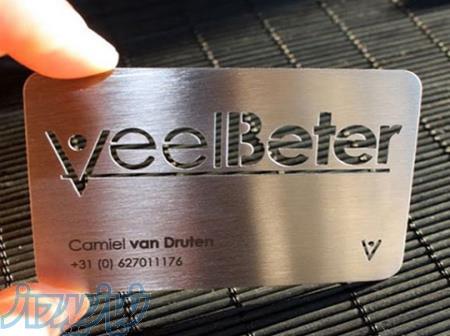 VeelBeter
Camiel van Druten
+31 (0) 627011176